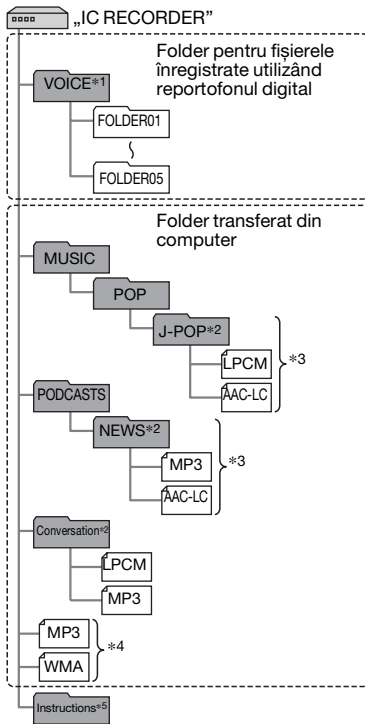 „IC RECORDER”
Folder pentru fișierele
înregistrate utilizând
reportofonul digital
VOICE*1
FOLDER01
FOLDER05
Folder transferat din
computer
MUSIC
POP
J-POP*2
LPCM
*3
AAC-LC
PODCASTS
NEWS*2
MP3
*3
AAC-LC
Conversation*2
LPCM
MP3
MP3
*4
WMA
Instructions*5